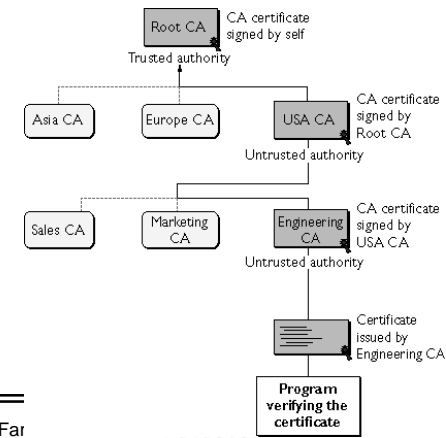 Root CA
CA certificate
signed by self
Trusted authority
Asia CA
Europe CA
USA CA
CA certificate
signed by
Root CA
Untrusted authority
Sales CA
Marketing
CA
Engineering
CA
CA certificate
signed by
USA CA
Untrusted authority
Certificate
issued by
Engineering CA
Program
verifying the
certificate
Far